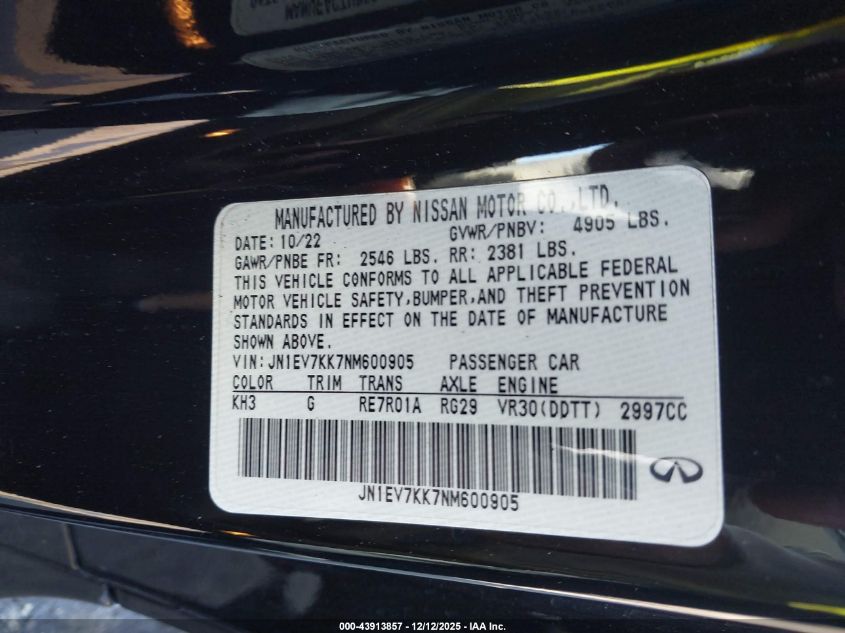 MANUFACTURED BY NISSAN MOTOR CO.,LTD.
DATE: 10/22 GVWR/PNBV: 4905 LBS.
GAWR/PNBE FR: 2546 LBS. RR: 2381 LBS.
THIS VEHICLE CONFORMS TO ALL APPLICABLE FEDERAL
MOTOR VEHICLE SAFETY,BUMPER,AND THEFT PREVENTION
STANDARDS IN EFFECT ON THE DATE OF MANUFACTURE
SHOWN ABOVE.
VIN:JN1EV7KK7NM600905 PASSENGER CAR
COLOR TRIM TRANS AXLE ENGINE
KH3 G RE7R01A RG29 VR30(DDTT) 2997CC
JN1EV7KK7NM600905
000-43913857 - 12/12/2025 - IAA Inc.